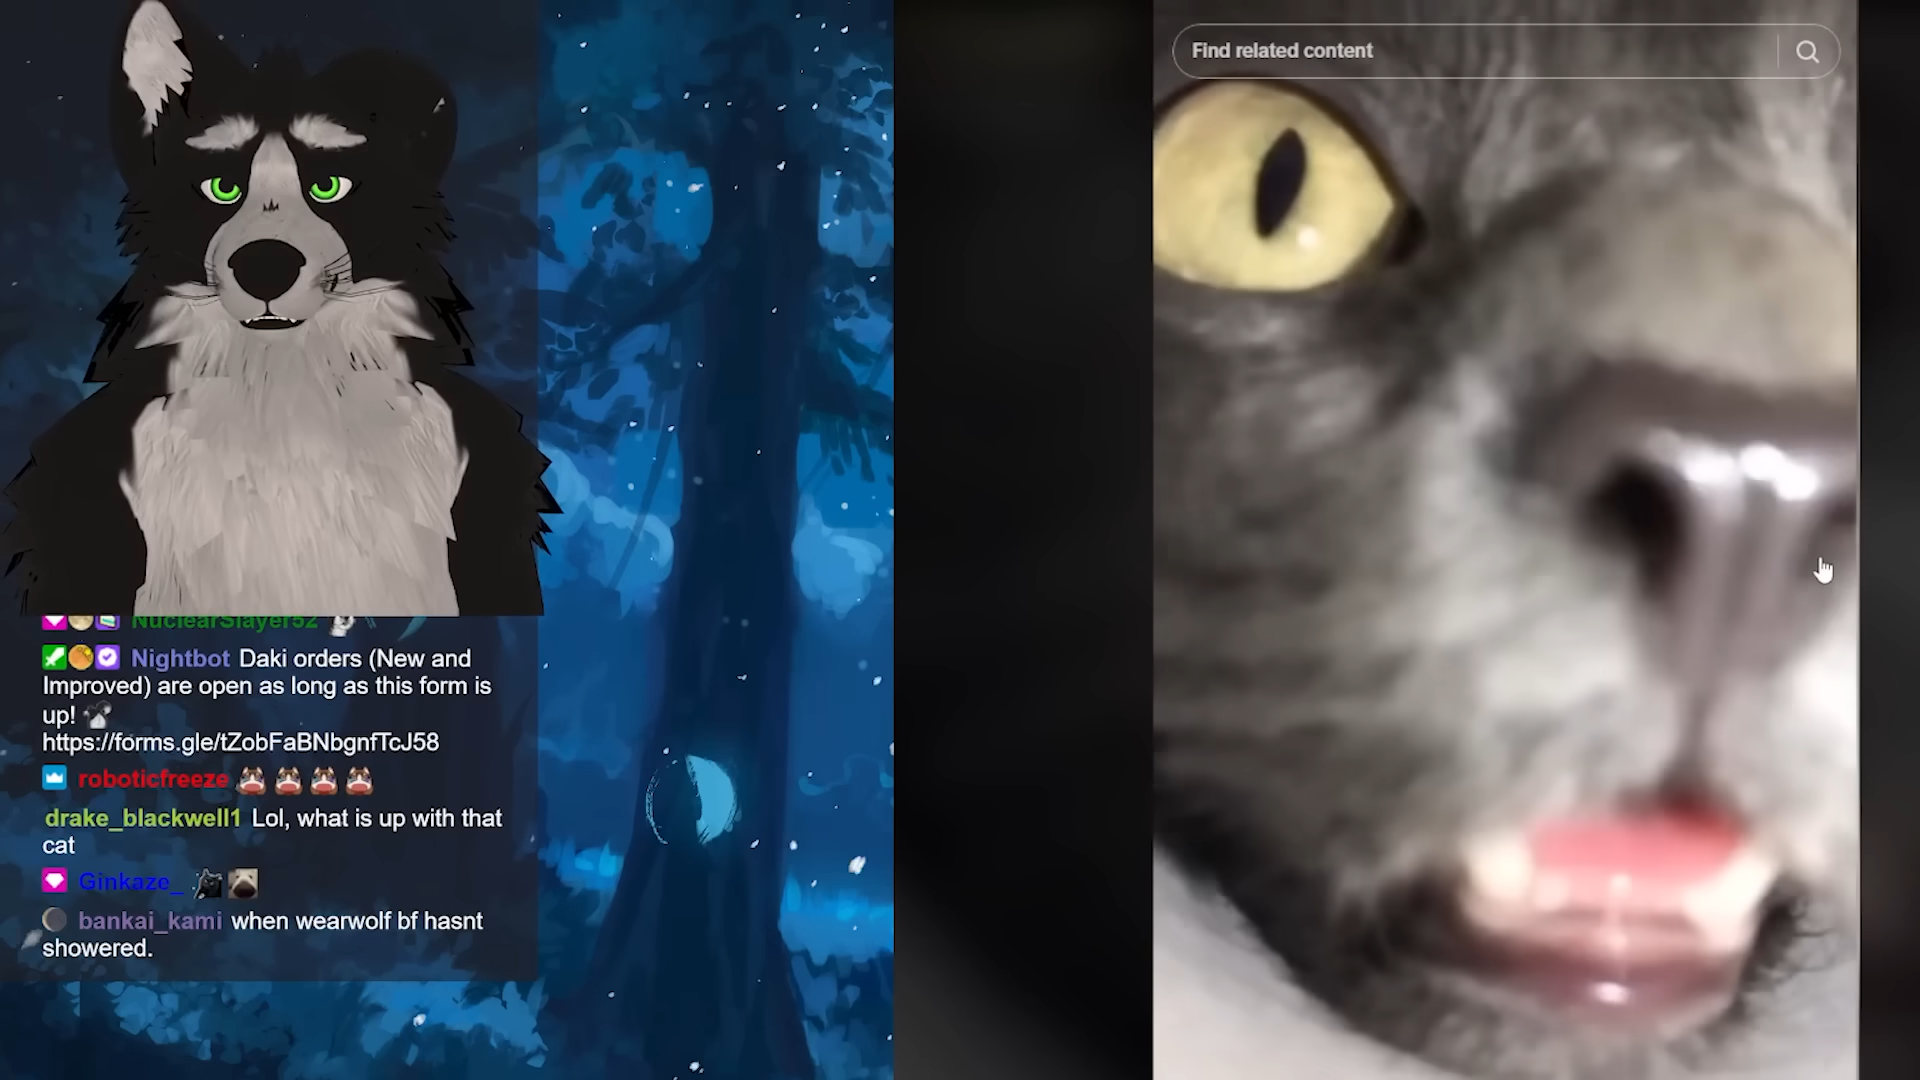 Find related content
NuclearSlayer52
Nightbot Daki orders (New and
Improved) are open as long as this form is
up!
https://forms.gle/tZobFaBNbgnfTcJ58
roboticfreeze
drake_blackwell1 Lol, what is up with that
cat
Ginkaze_
bankai_kami when wearwolf bf hasnt
showered.